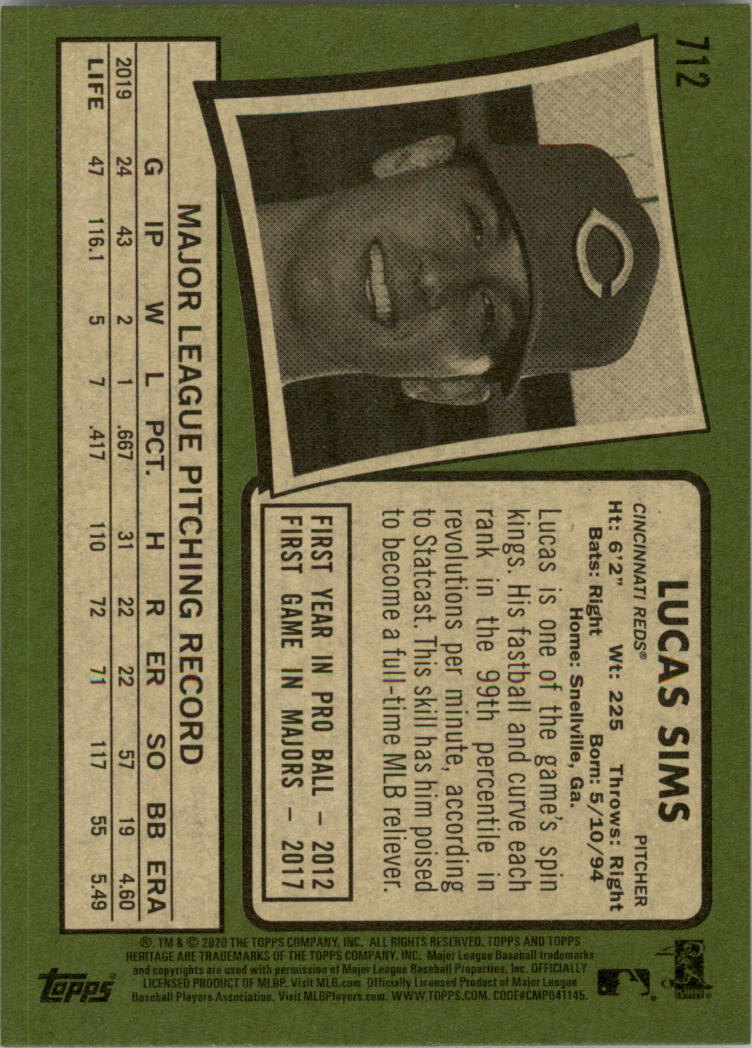 712
LUCAS SIMS
CINCINNATI REDS® PITCHER
Ht: 6'2" Wt: 225 Throws: Right
Bats: Right Born: 5/10/94
Home: Snellville, Ga.
Lucas is one of the game's spin
kings. His fastball and curve each
rank in the 99th percentile in
revolutions per minute, according
to Statcast. This skill has him poised
to become a full-time MLB reliever.
FIRST YEAR IN PRO BALL – 2012
FIRST GAME IN MAJORS – 2017
C
MAJOR LEAGUE PITCHING RECORD
G IP W L PCT. H R ER SO BB ERA
2019 24 43 2 1 .667 31 22 22 57 19 4.60
LIFE 47 116.1 5 7 .417 110 72 71 117 55 5.49
®, TM & © 2020 THE TOPPS COMPANY, INC. ALL RIGHTS RESERVED. TOPPS AND TOPPS
HERITAGE ARE TRADEMARKS OF THE TOPPS COMPANY, INC. Major League Baseball trademarks
and copyrights are used with permission of Major League Baseball Properties, Inc. OFFICIALLY
LICENSED PRODUCT OF MLBP. Visit MLB.com Officially Licensed Product of Major League
Baseball Players Association. Visit MLBPlayers.com. WWW.TOPPS.COM. CODE#CMP041145.
topps®